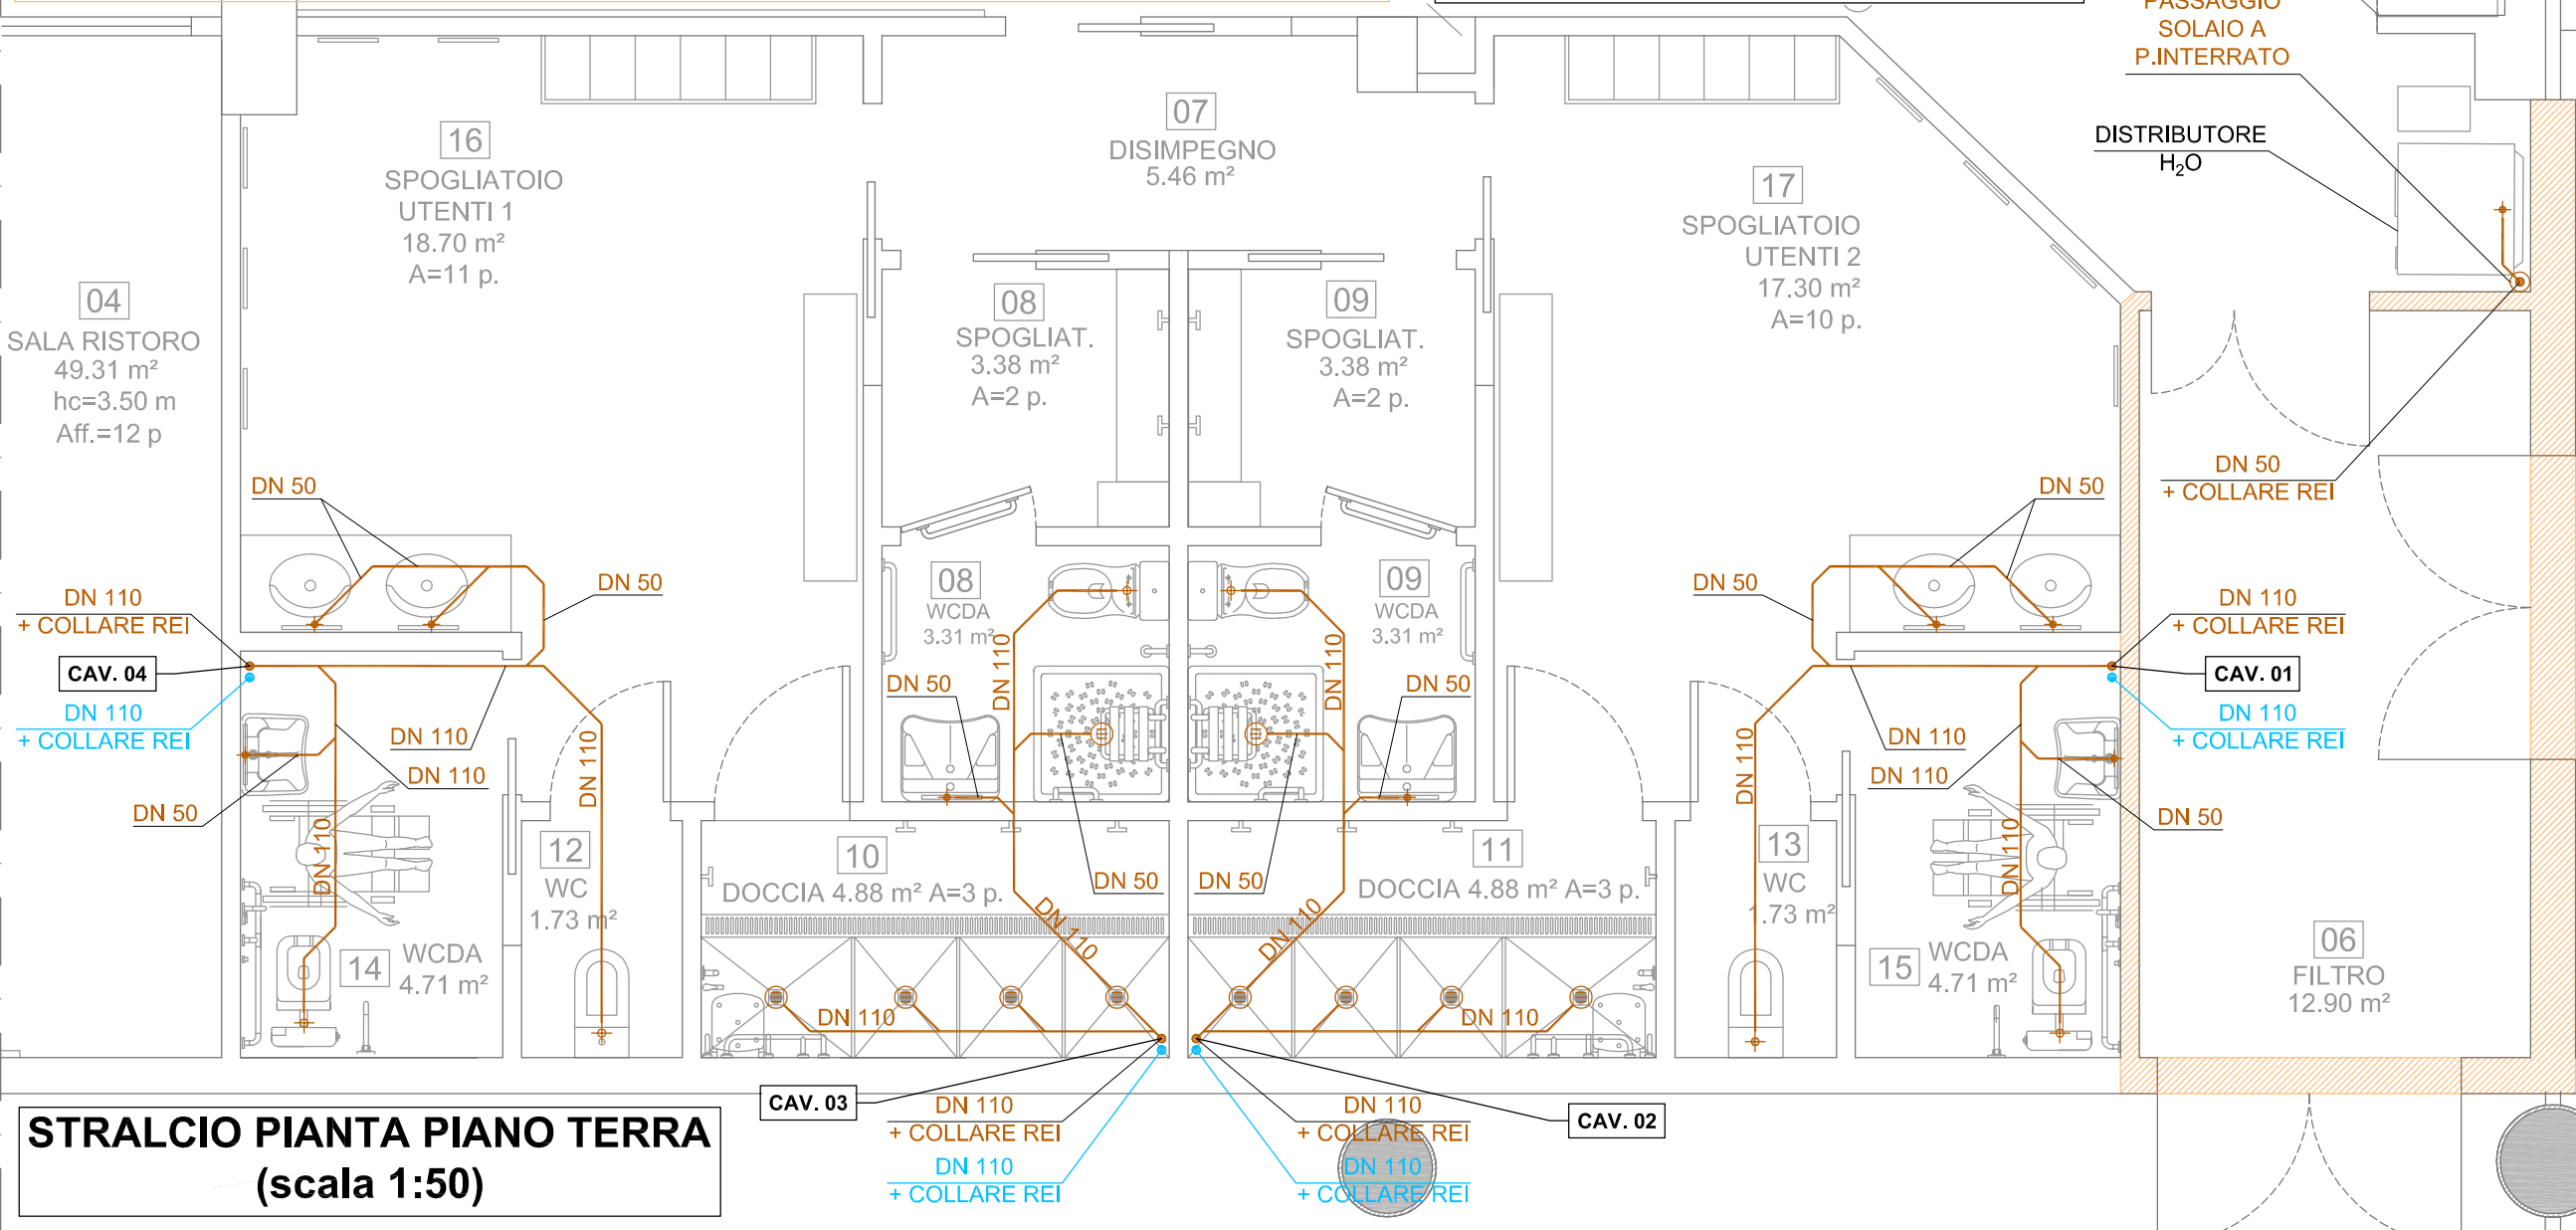 PASSAGGIO
SOLAIO A
P.INTERRATO
DISTRIBUTORE
H₂O
16
SPOGLIATOIO
UTENTI 1
18.70 m²
A=11 p.
07
DISIMPEGNO
5.46 m²
17
SPOGLIATOIO
UTENTI 2
17.30 m²
A=10 p.
04
SALA RISTORO
49.31 m²
hc=3.50 m
Aff.=12 p
08
SPOGLIAT.
3.38 m²
A=2 p.
09
SPOGLIAT.
3.38 m²
A=2 p.
DN 50
DN 50
DN 50
+ COLLARE REI
DN 50
DN 50
DN 110
+ COLLARE REI
CAV. 04
DN 110
+ COLLARE REI
08
WCDA
3.31 m²
09
WCDA
3.31 m²
DN 110
+ COLLARE REI
CAV. 01
DN 110
+ COLLARE REI
DN 110
DN 110
DN 50
DN 50
DN 110
DN 110
DN 50
DN 110
DN 110
DN 110
DN 110
DN 110
DN 50
DN 110
DN 110
12
WC
1.73 m²
10
DOCCIA 4.88 m² A=3 p.
DN 50
DN 50
11
DOCCIA 4.88 m² A=3 p.
13
WC
1.73 m²
14
WCDA
4.71 m²
DN 110
DN 110
15
WCDA
4.71 m²
06
FILTRO
12.90 m²
DN 110
DN 110
CAV. 03
DN 110
+ COLLARE REI
DN 110
+ COLLARE REI
DN 110
+ COLLARE REI
DN 110
+ COLLARE REI
CAV. 02
STRALCIO PIANTA PIANO TERRA
(scala 1:50)